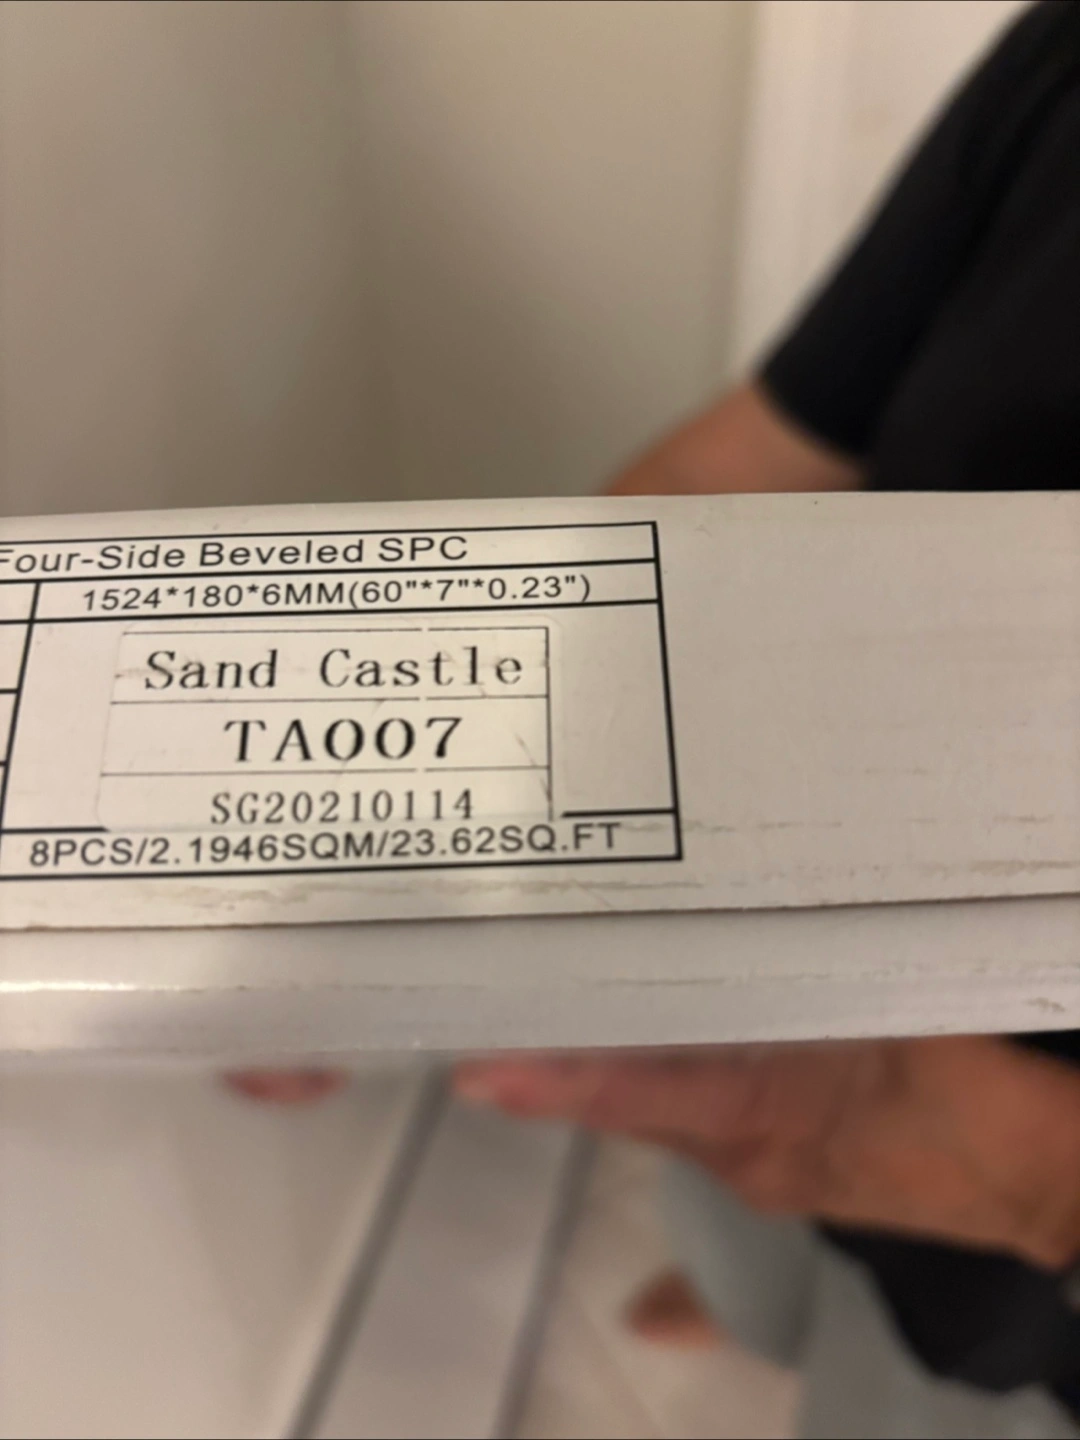 Four-Side Beveled SPC
1524*180*6MM(60"*7"*0.23")
Sand Castle
TA007
SG20210114
8PCS/2.1946SQM/23.62SQ.FT